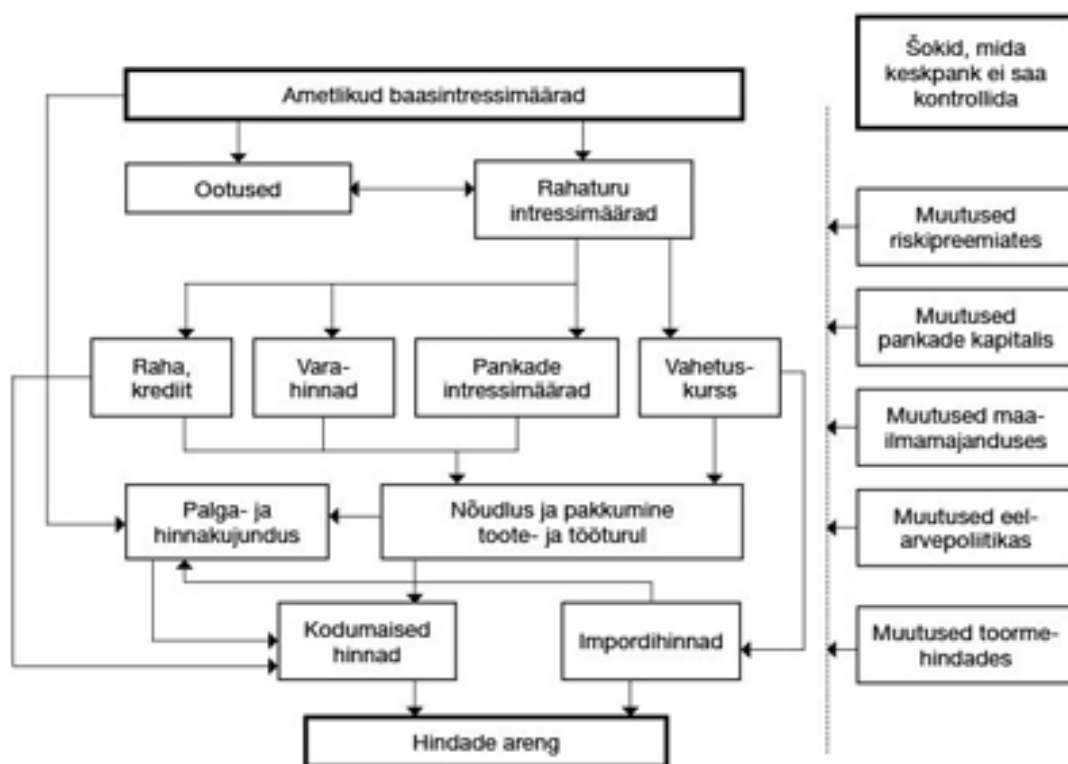 Šokid, mida
keskpank ei saa
kontrollida
Ametlikud baasintressimäärad
Ootused
Rahaturu
intressimäärad
Muutused
riskipreemiates
Raha,
krediit
Vara-
hinnad
Pankade
intressimäärad
Vahetus-
kurss
Muutused
pankade kapitalis
Muutused maa-
ilmamajanduses
Palga- ja
hinnakujundus
Nõudlus ja pakkumine
toote- ja tööturul
Muutused eel-
arvepoliitikas
Kodumaised
hinnad
Impordihinnad
Muutused toorme-
hindades
Hindade areng